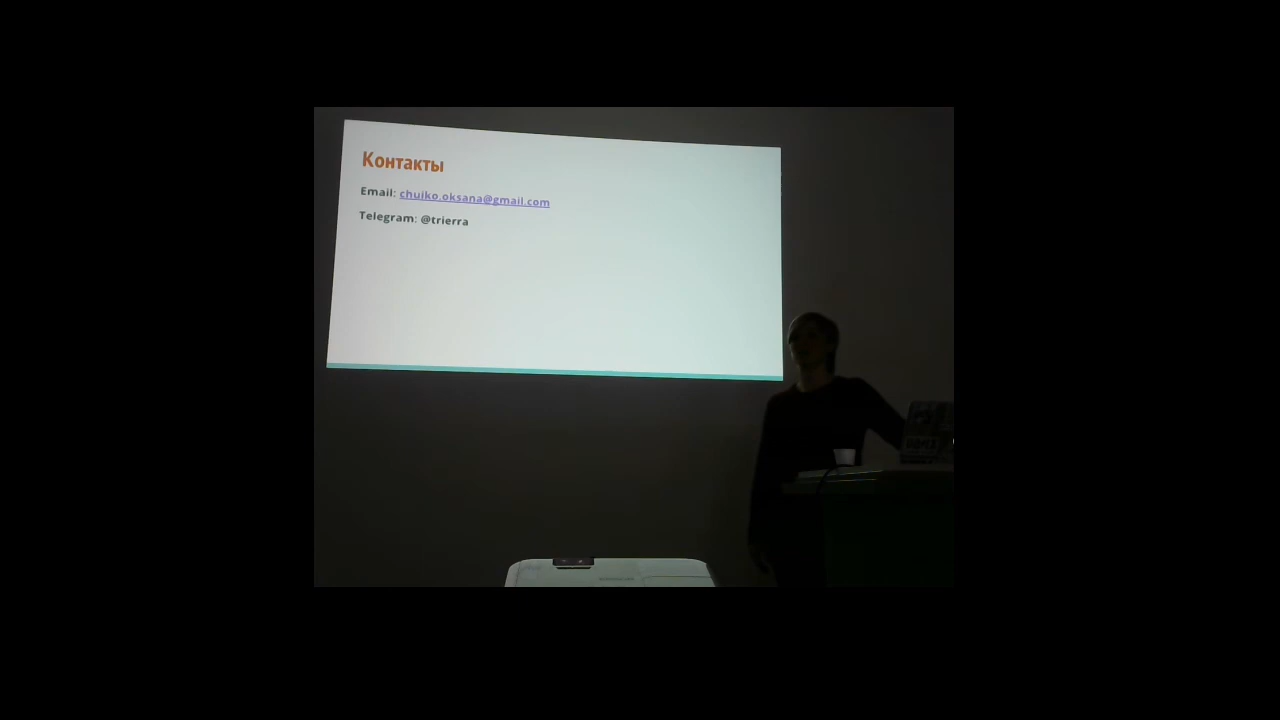 Контакты
Email: chuiko.oksana@gmail.com
Telegram: @trierra